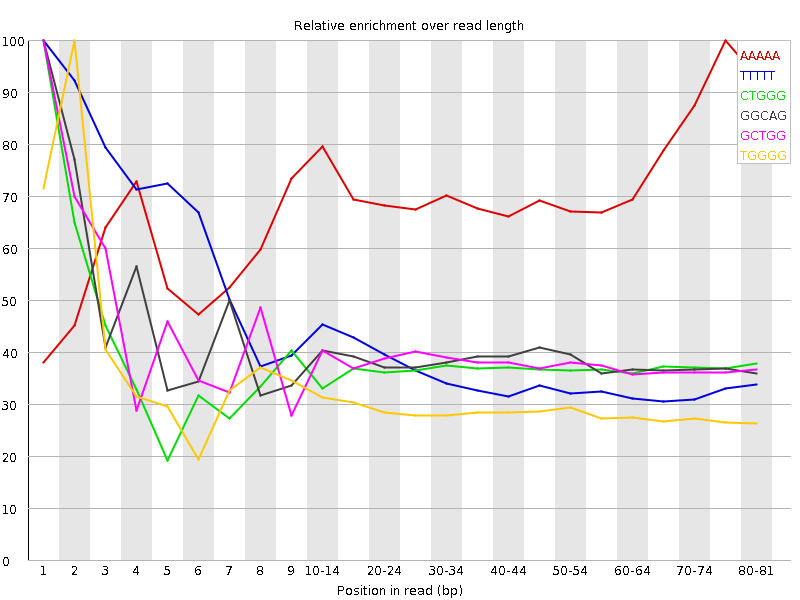 Relative enrichment over read length
100
90
80
70
60
50
40
30
20
10
0
AAAAA
TTTTT
CTGGG
GGCAG
GCTGG
TGGGG
1 2 3 4 5 6 7 8 9 10-14 20-24 30-34 40-44 50-54 60-64 70-74 80-81
Position in read (bp)